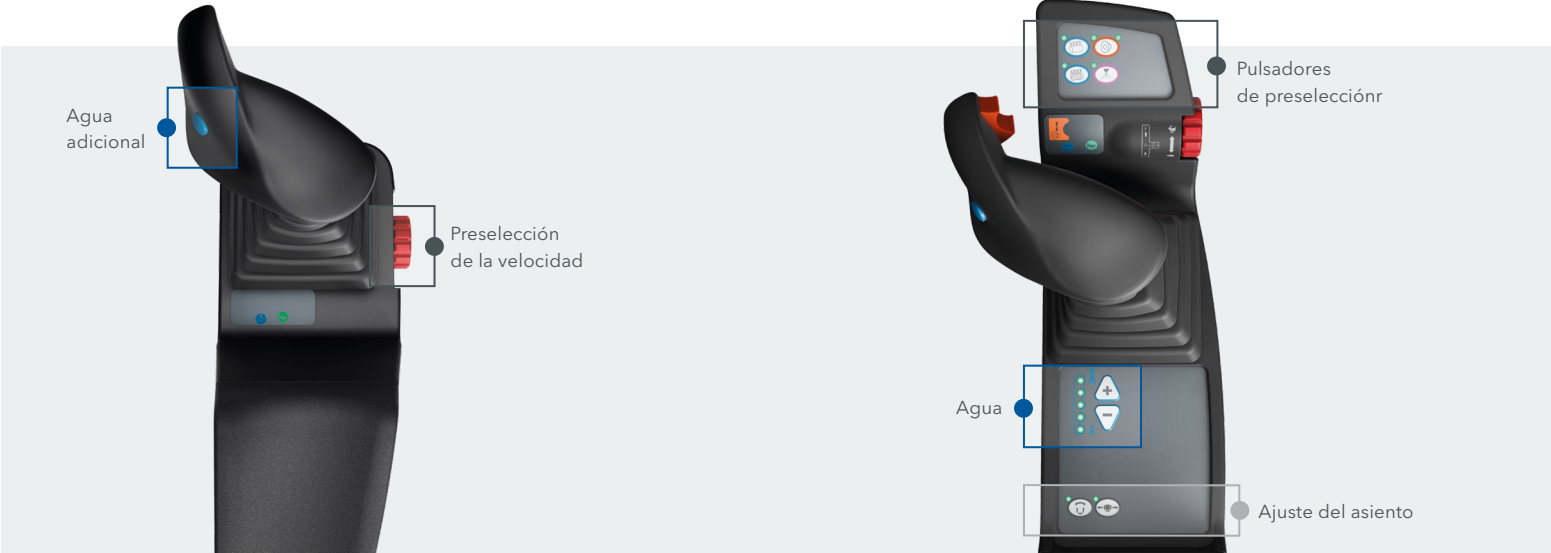 Agua
adicional
Preselección
de la velocidad
Pulsadores
de preselecciónr
Agua
Ajuste del asiento